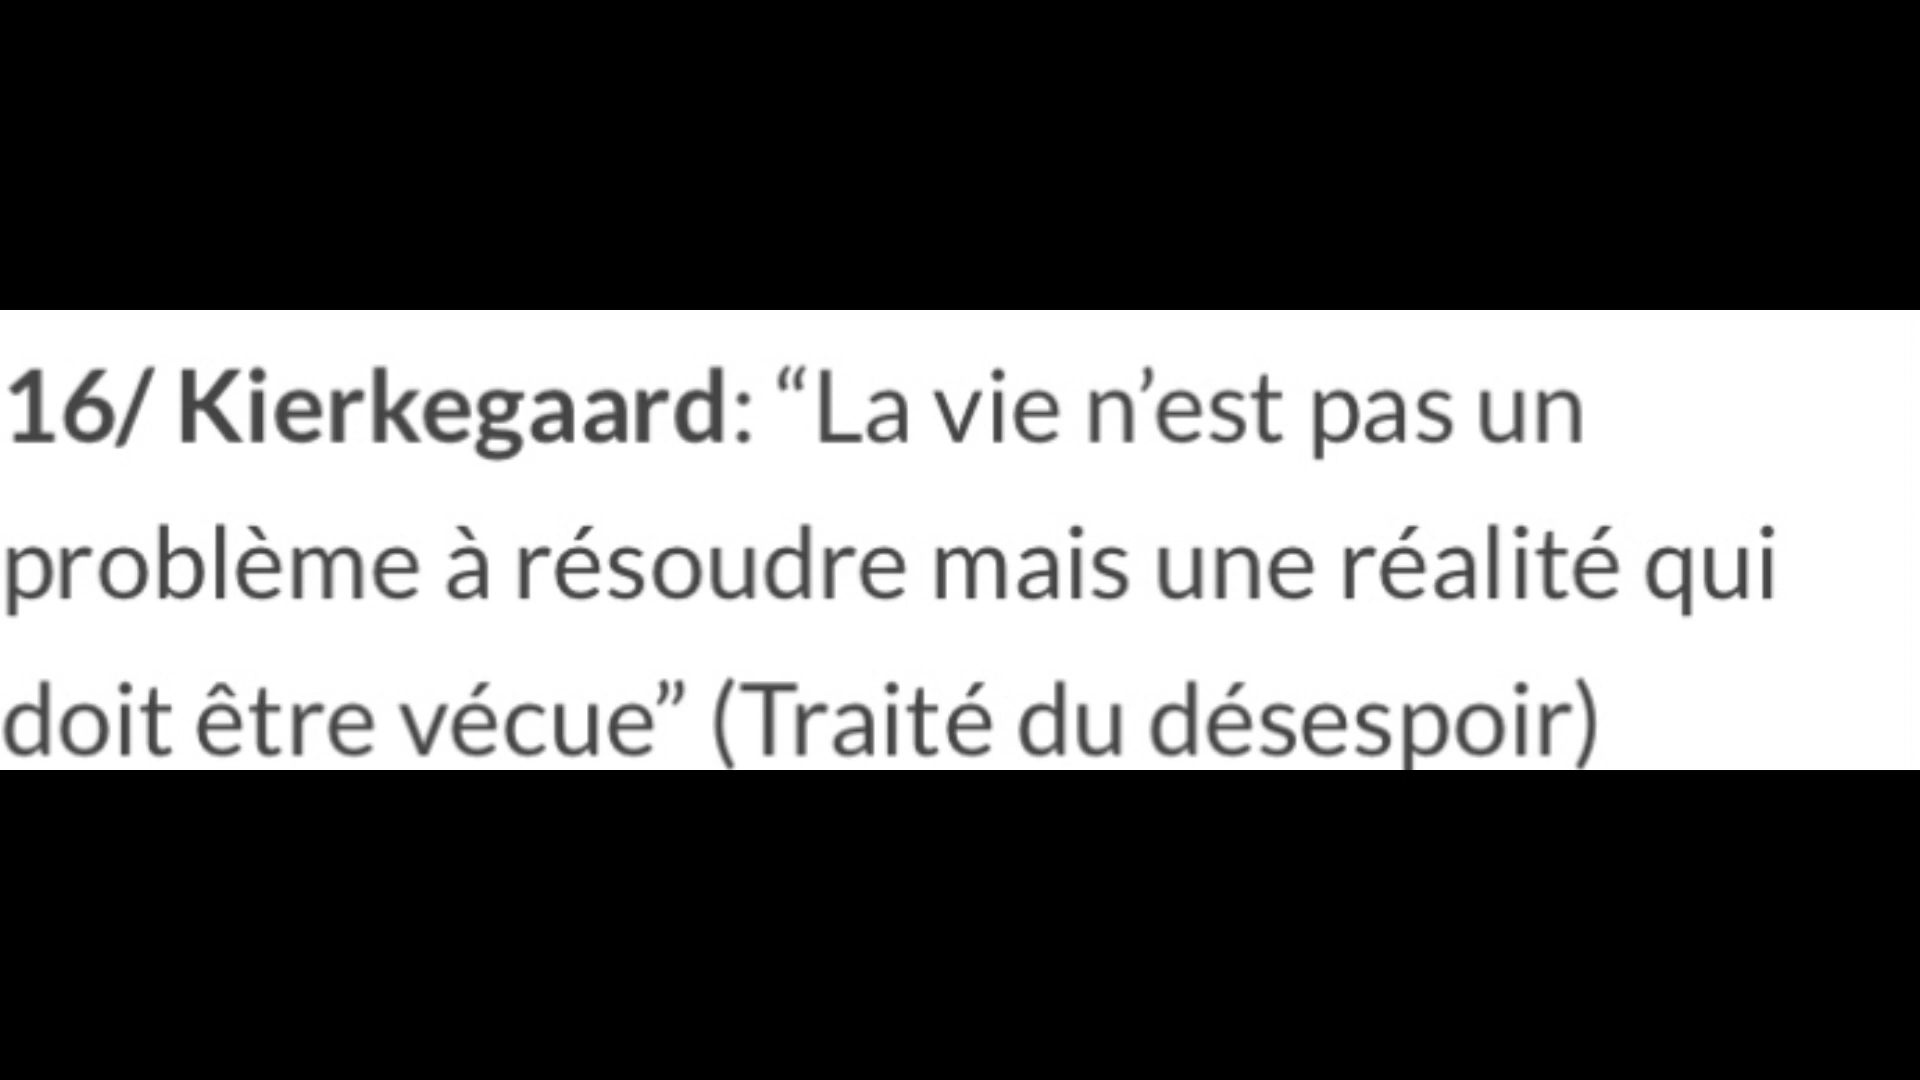 16/ Kierkegaard: “La vie n’est pas un
problème à résoudre mais une réalité qui
doit être vécue” (Traité du désespoir)